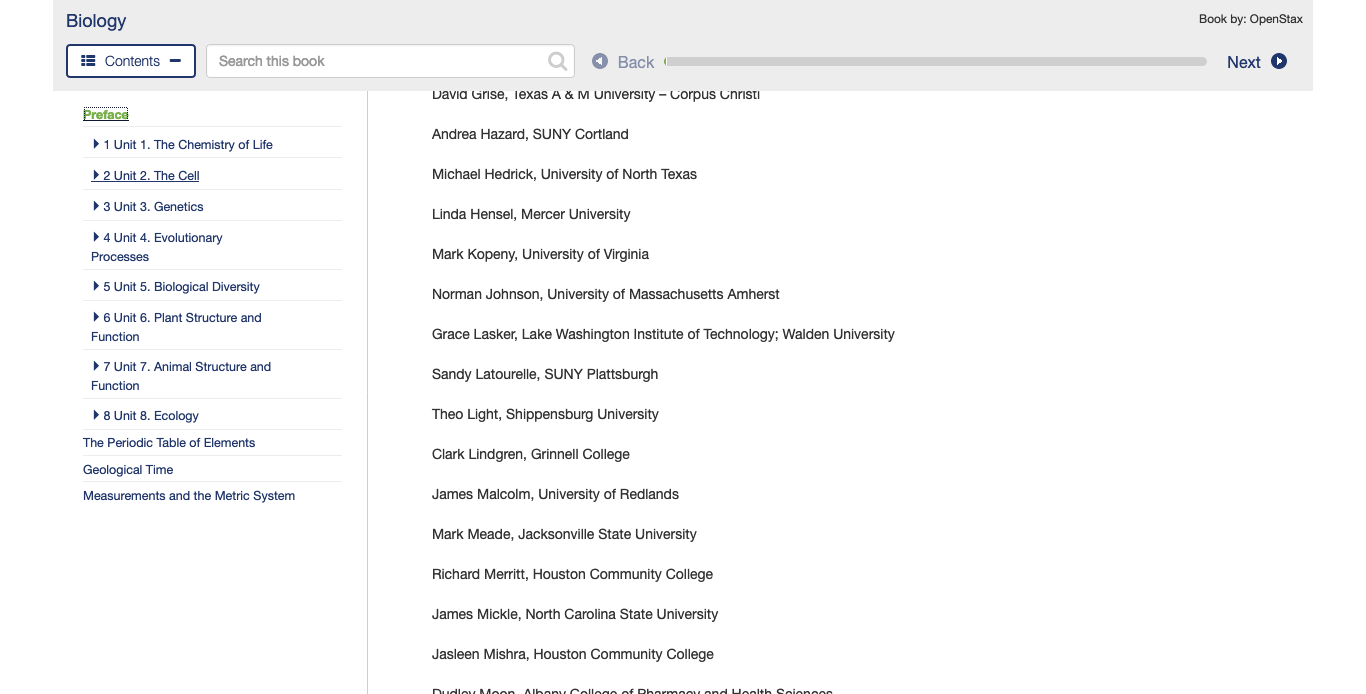 Biology
Book by: OpenStax
Contents
Search this book
Back
Next
Preface
1 Unit 1. The Chemistry of Life
2 Unit 2. The Cell
3 Unit 3. Genetics
4 Unit 4. Evolutionary
Processes
5 Unit 5. Biological Diversity
6 Unit 6. Plant Structure and
Function
7 Unit 7. Animal Structure and
Function
8 Unit 8. Ecology
The Periodic Table of Elements
Geological Time
Measurements and the Metric System
David Grise, Texas A & M University – Corpus Christi
Andrea Hazard, SUNY Cortland
Michael Hedrick, University of North Texas
Linda Hensel, Mercer University
Mark Kopeny, University of Virginia
Norman Johnson, University of Massachusetts Amherst
Grace Lasker, Lake Washington Institute of Technology; Walden University
Sandy Latourelle, SUNY Plattsburgh
Theo Light, Shippensburg University
Clark Lindgren, Grinnell College
James Malcolm, University of Redlands
Mark Meade, Jacksonville State University
Richard Merritt, Houston Community College
James Mickle, North Carolina State University
Jasleen Mishra, Houston Community College
Dudley Moon, Albany College of Pharmacy and Health Sciences